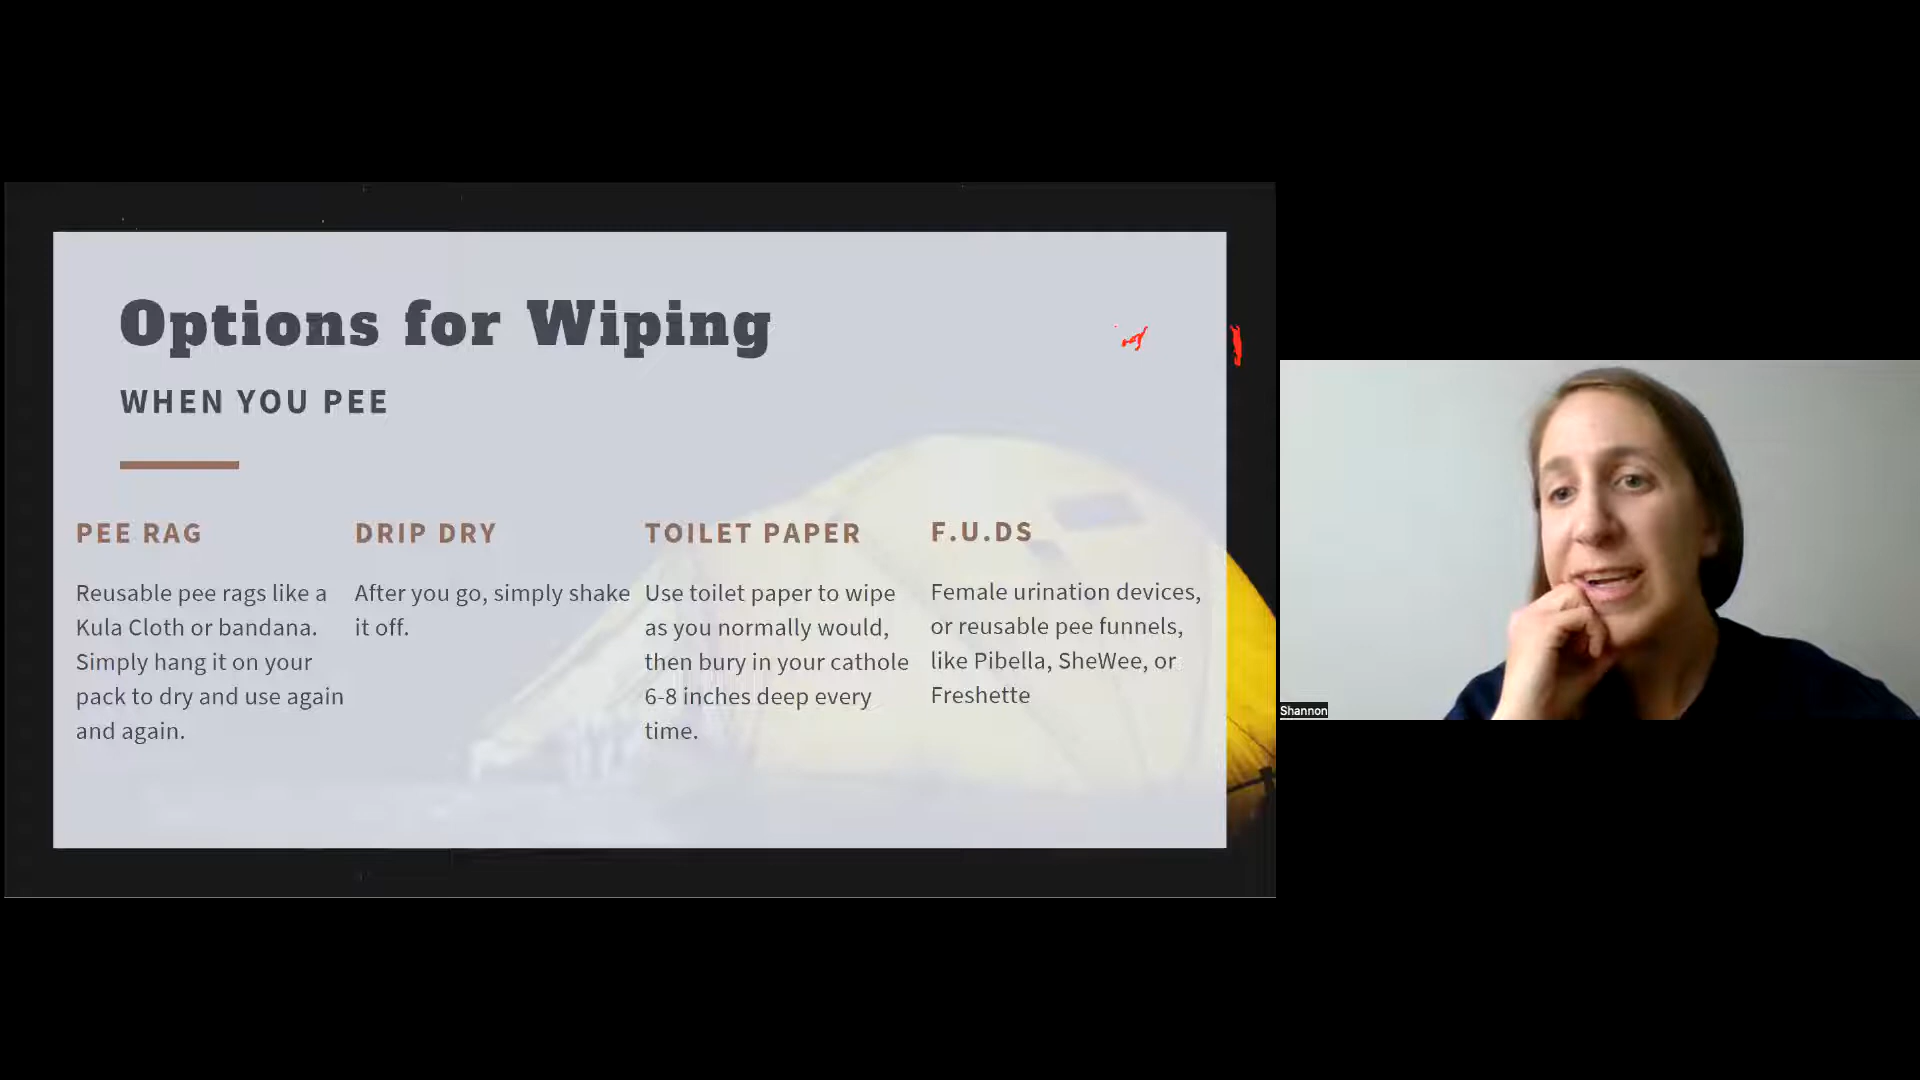 Options for Wiping
WHEN YOU PEE
PEE RAG
Reusable pee rags like a
Kula Cloth or bandana.
Simply hang it on your
pack to dry and use again
and again.
DRIP DRY
After you go, simply shake
it off.
TOILET PAPER
Use toilet paper to wipe
as you normally would,
then bury in your cathole
6-8 inches deep every
time.
F.U.DS
Female urination devices,
or reusable pee funnels,
like Pibella, SheWee, or
Freshette
Shannon